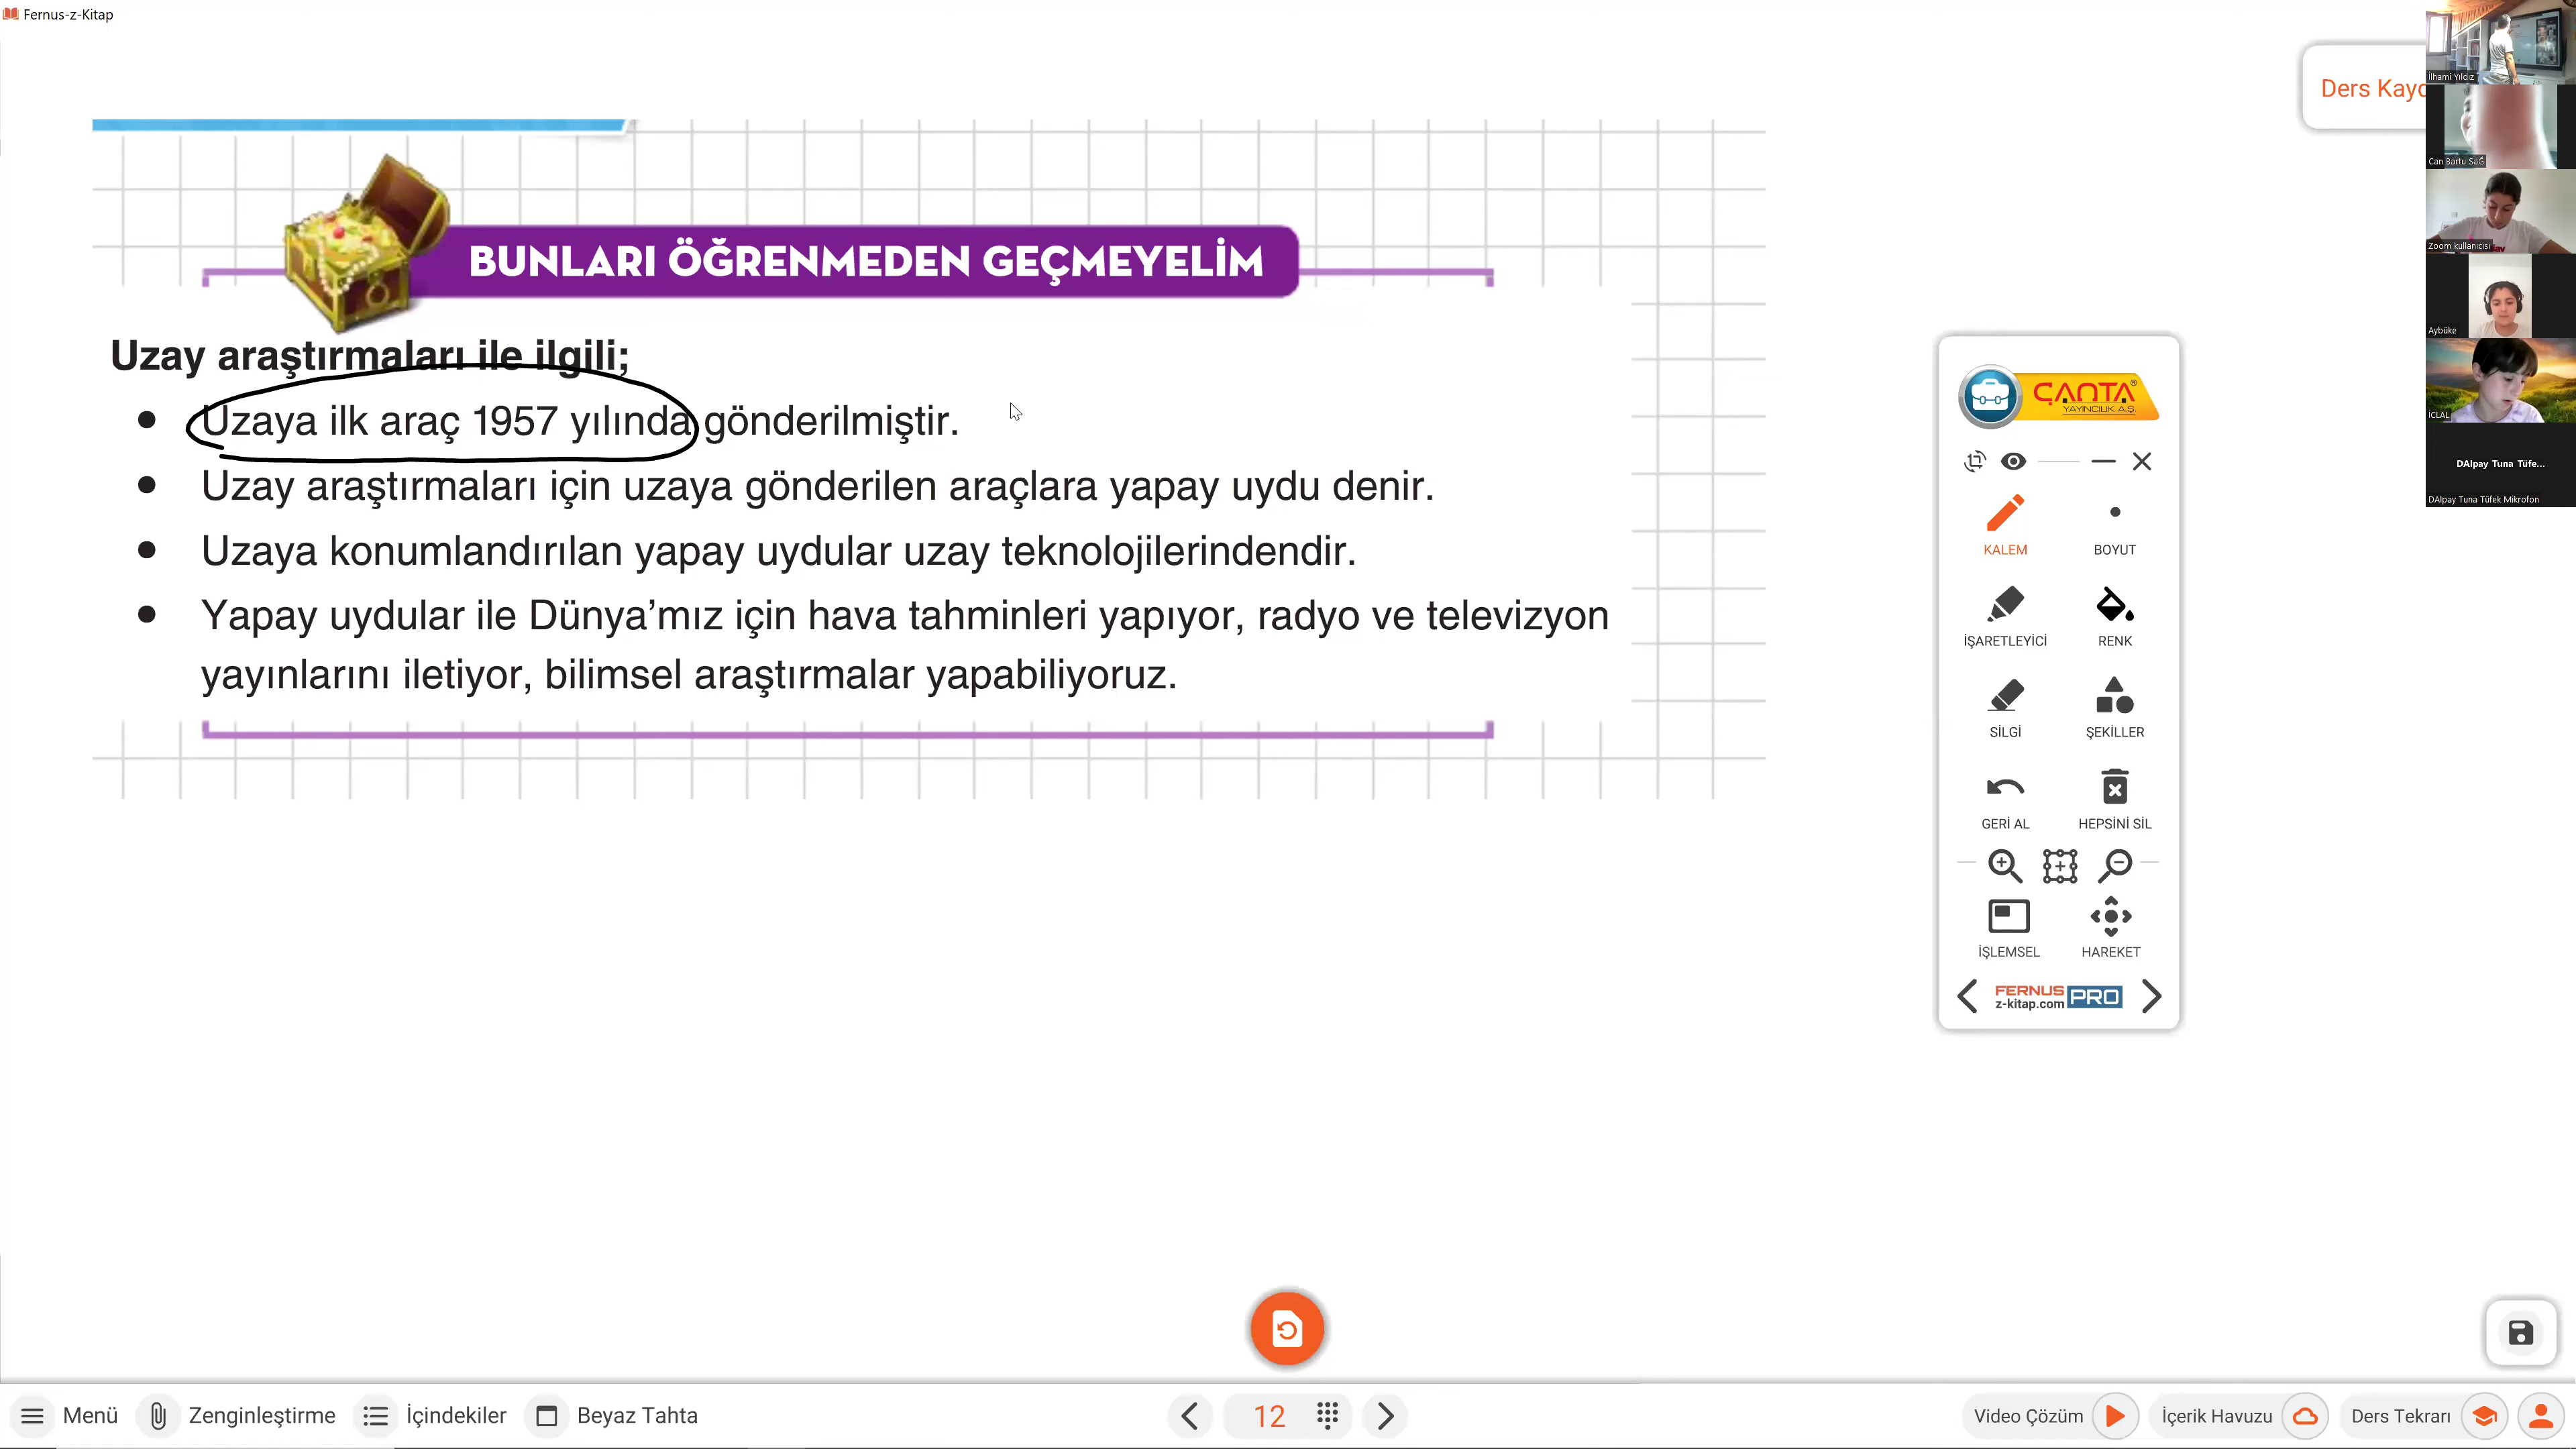 Fernus-z-Kitap
Ders Kayd
BUNLARI ÖĞRENMEDEN GEÇMEYELİM
Uzay araştırmaları ile ilgili;
• Uzaya ilk araç 1957 yılında gönderilmiştir.
• Uzay araştırmaları için uzaya gönderilen araçlara yapay uydu denir.
• Uzaya konumlandırılan yapay uydular uzay teknolojilerindendir.
• Yapay uydular ile Dünya’mız için hava tahminleri yapıyor, radyo ve televizyon
yayınlarını iletiyor, bilimsel araştırmalar yapabiliyoruz.
İlhami Yıldız
Can Bartu SaĞ
Zoom kullanıcısı
Aybüke
İCLAL
DAlpay Tuna Tüfe...
DAlpay Tuna Tüfek Mikrofon
ÇANTA®
YAYINCILIK A.Ş.
KALEM BOYUT
İŞARETLEYİCİ RENK
SİLGİ ŞEKİLLER
GERİ AL HEPSİNİ SİL
İŞLEMSEL HAREKET
FERNUS
z-kitap.com PRO
Menü Zenginleştirme İçindekiler Beyaz Tahta 12 Video Çözüm İçerik Havuzu Ders Tekrarı